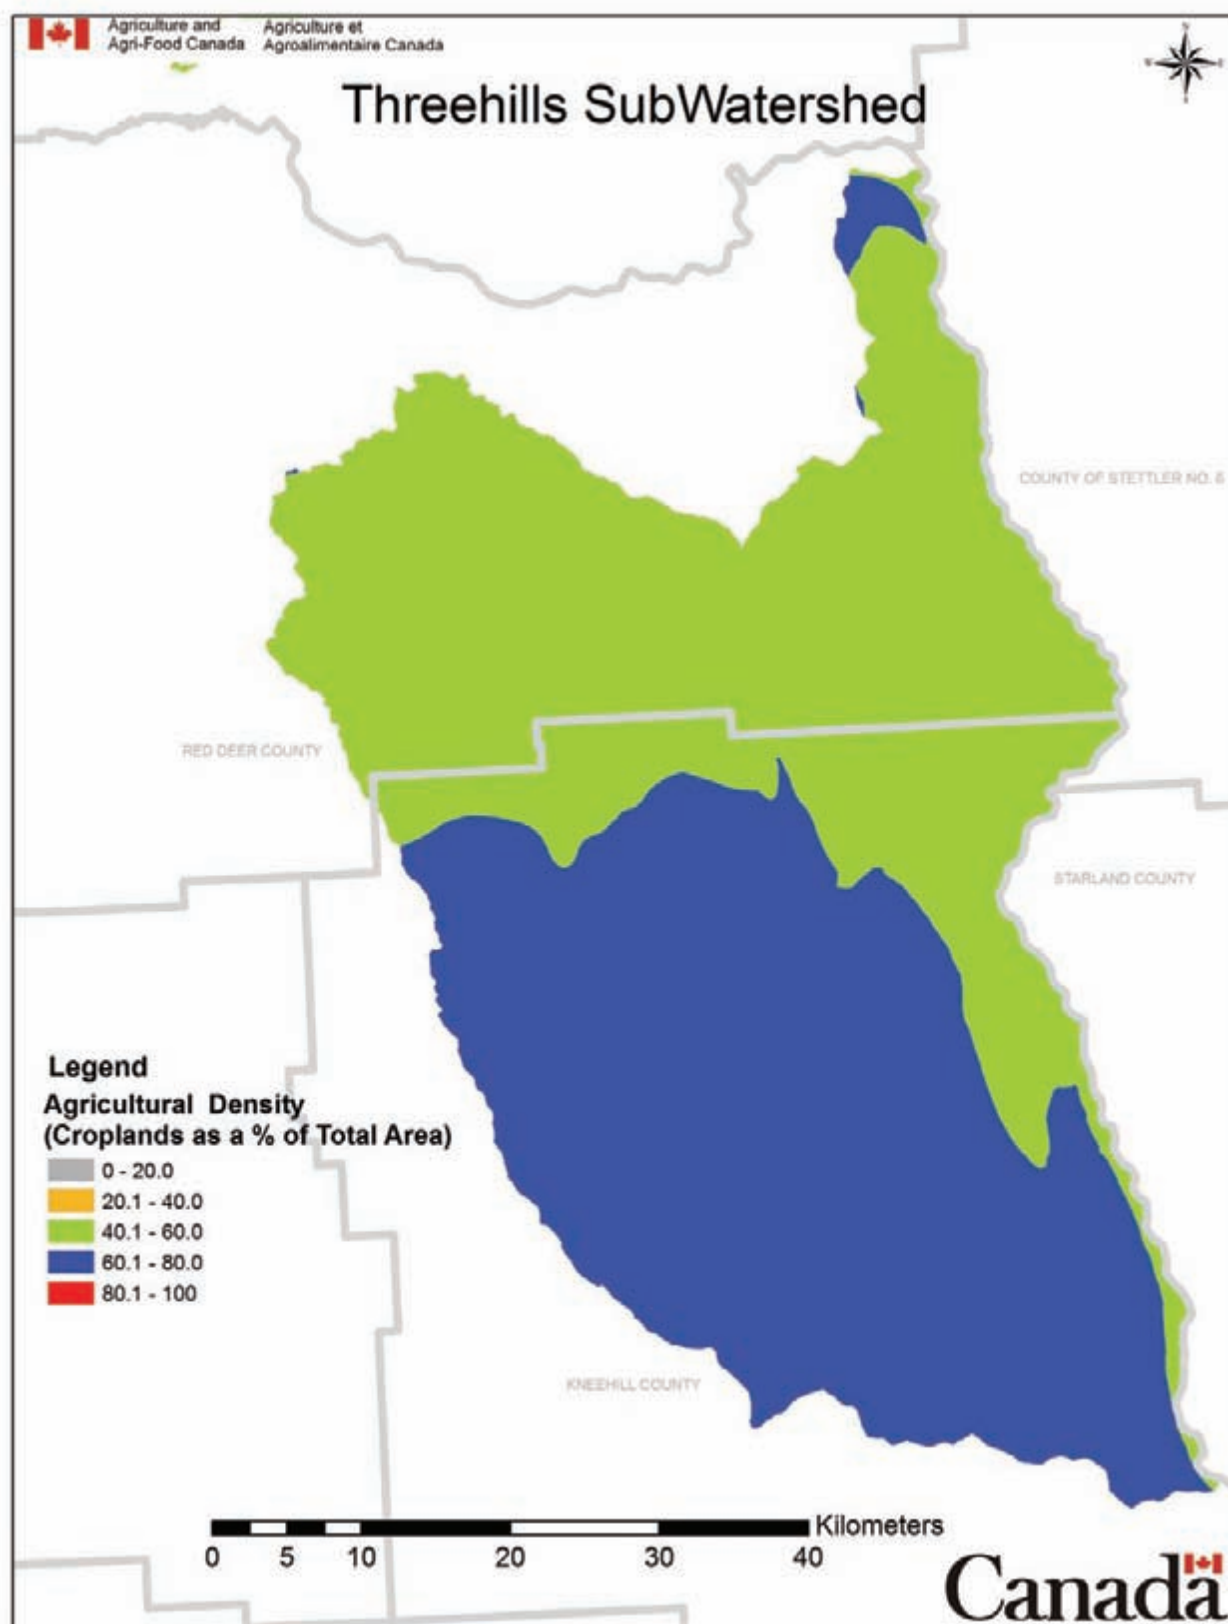 Agriculture and
Agri-Food Canada
Agriculture et
Agroalimentaire Canada
Threehills SubWatershed
COUNTY OF STETTLER NO. 6
RED DEER COUNTY
STARLAND COUNTY
Legend
Agricultural Density
(Croplands as a % of Total Area)
0 - 20.0
20.1 - 40.0
40.1 - 60.0
60.1 - 80.0
80.1 - 100
KNEEHILL COUNTY
Kilometers
0 5 10 20 30 40
Canada